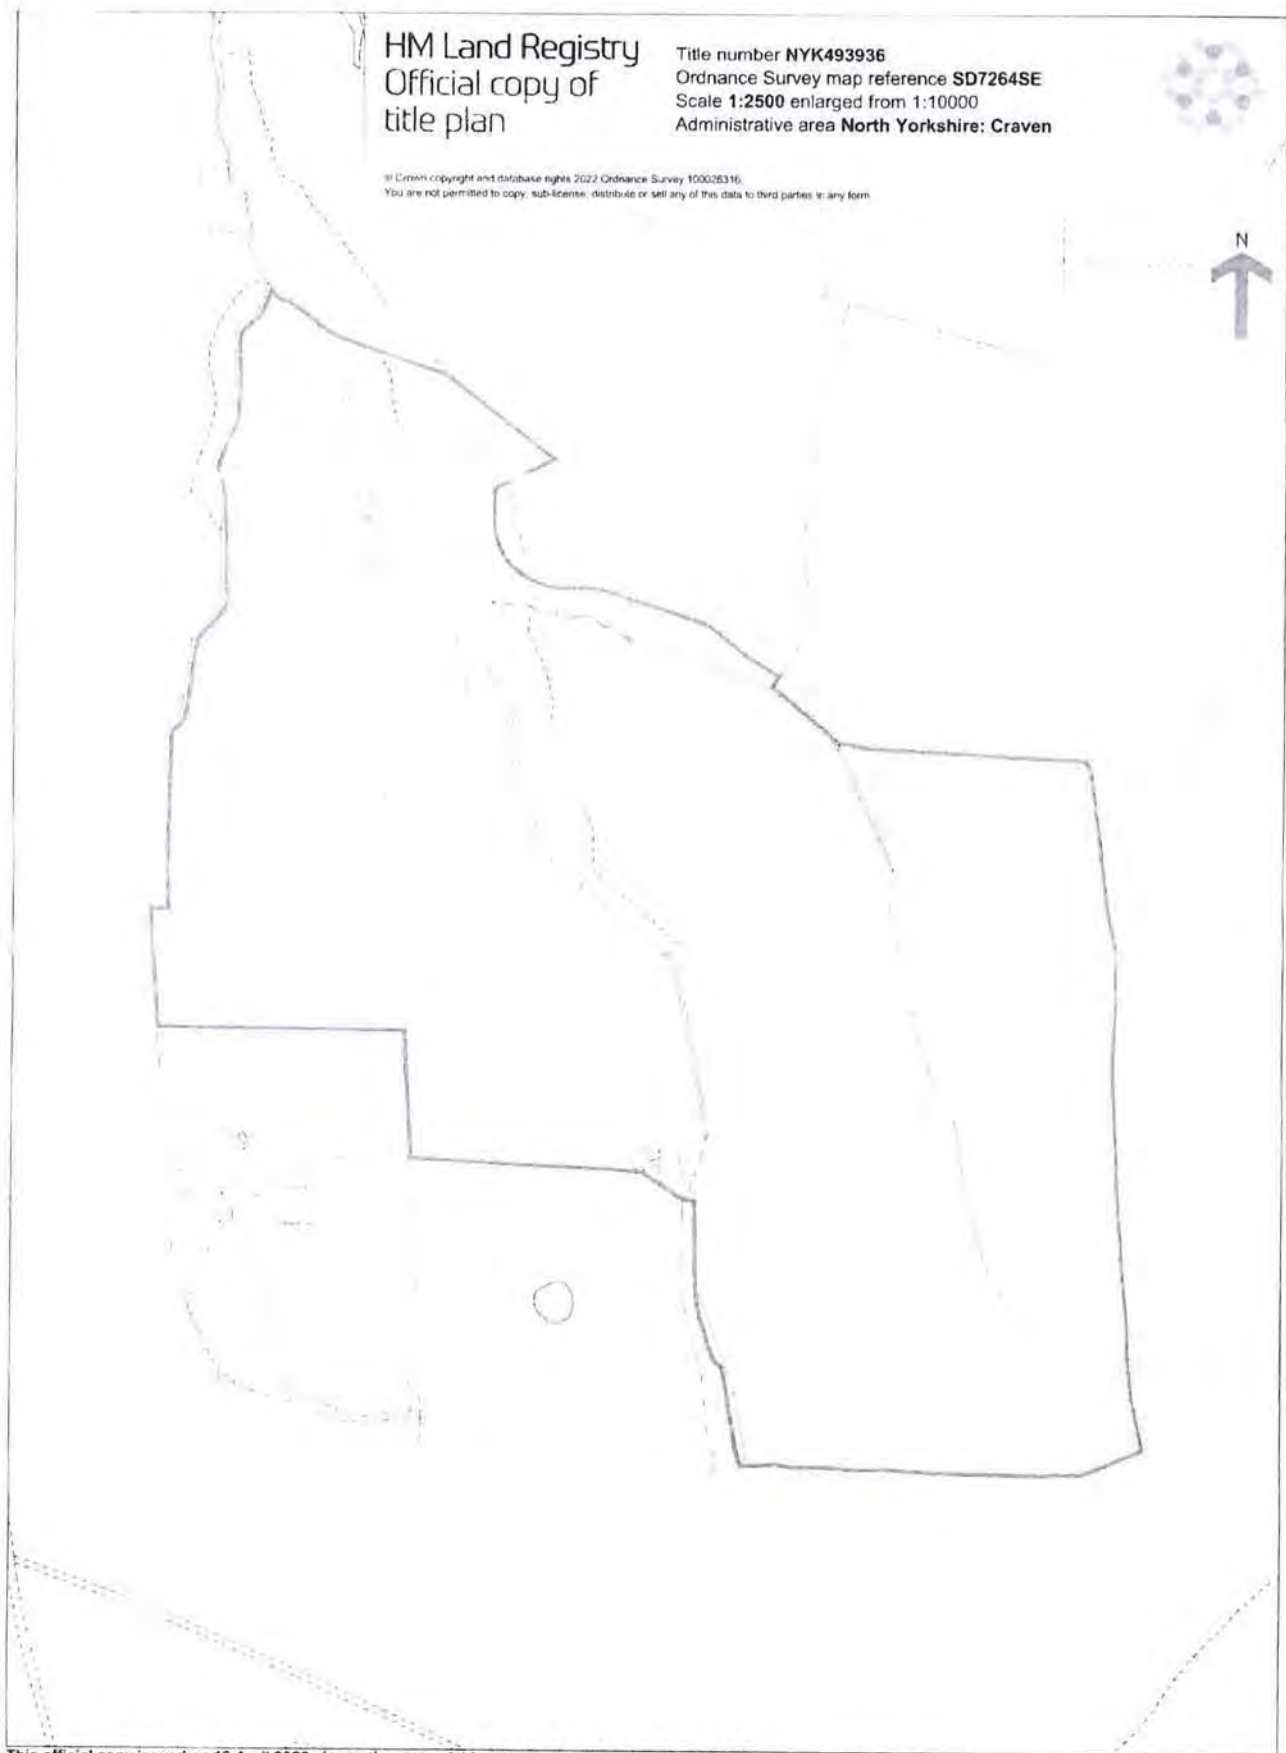 HM Land Registry
Official copy of
title plan
Title number NYK493936
Ordnance Survey map reference SD7264SE
Scale 1:2500 enlarged from 1:10000
Administrative area North Yorkshire: Craven
© Crown copyright and database rights 2022 Ordnance Survey 100026316.
You are not permitted to copy, sub-license, distribute or sell any of this data to third parties in any form
N
This official copy